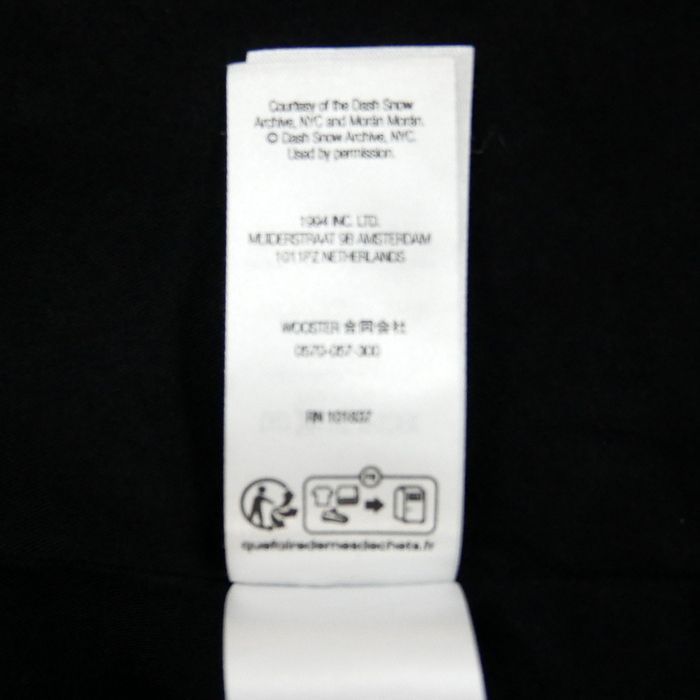 Courtesy of the Dash Snow
Archive, NYC and Morán Morán.
© Dash Snow Archive, NYC.
Used by permission.
1994 INC. LTD.
MUIDERSTRAAT 9B AMSTERDAM
1011PZ NETHERLANDS
WOOSTER 合同会社
0570-057-300
RN 101837
FR
quefairedemesdechets.fr